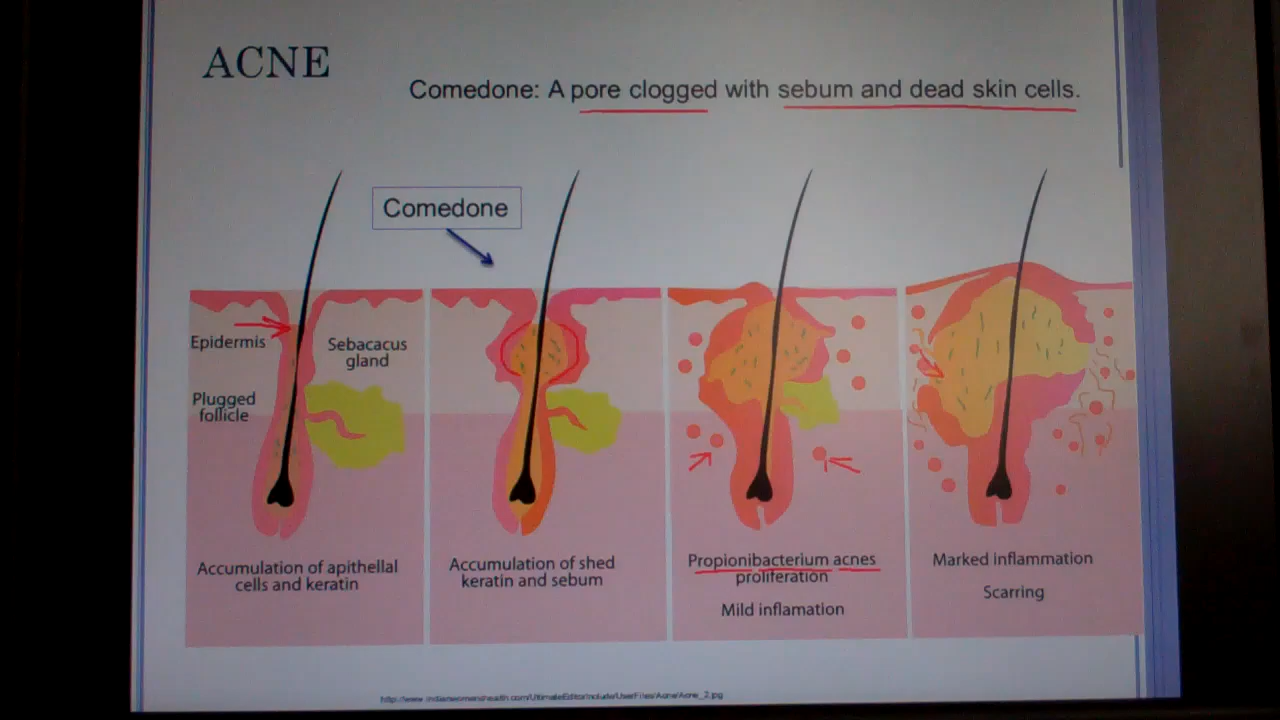 ACNE
Comedone: A pore clogged with sebum and dead skin cells.
Comedone
Epidermis
Sebacacus
gland
Plugged
follicle
Accumulation of apithellal
cells and keratin
Accumulation of shed
keratin and sebum
Propionibacterium acnes
proliferation
Mild inflamation
Marked inflammation
Scarring